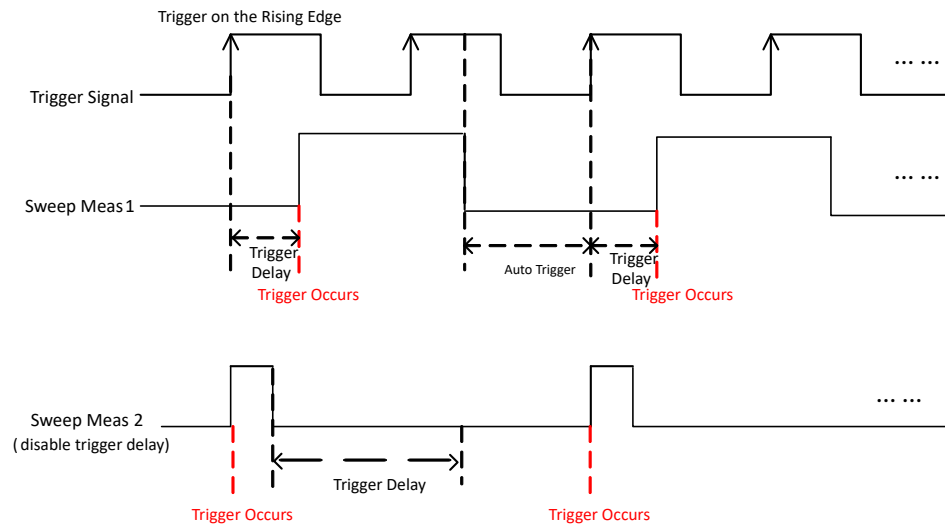 Trigger on the Rising Edge
Trigger Signal
... ...
Sweep Meas 1
... ...
Trigger
Delay
Auto Trigger
Trigger
Delay
Trigger Occurs
Trigger Occurs
Sweep Meas 2
( disable trigger delay)
... ...
Trigger Delay
Trigger Occurs
Trigger Occurs